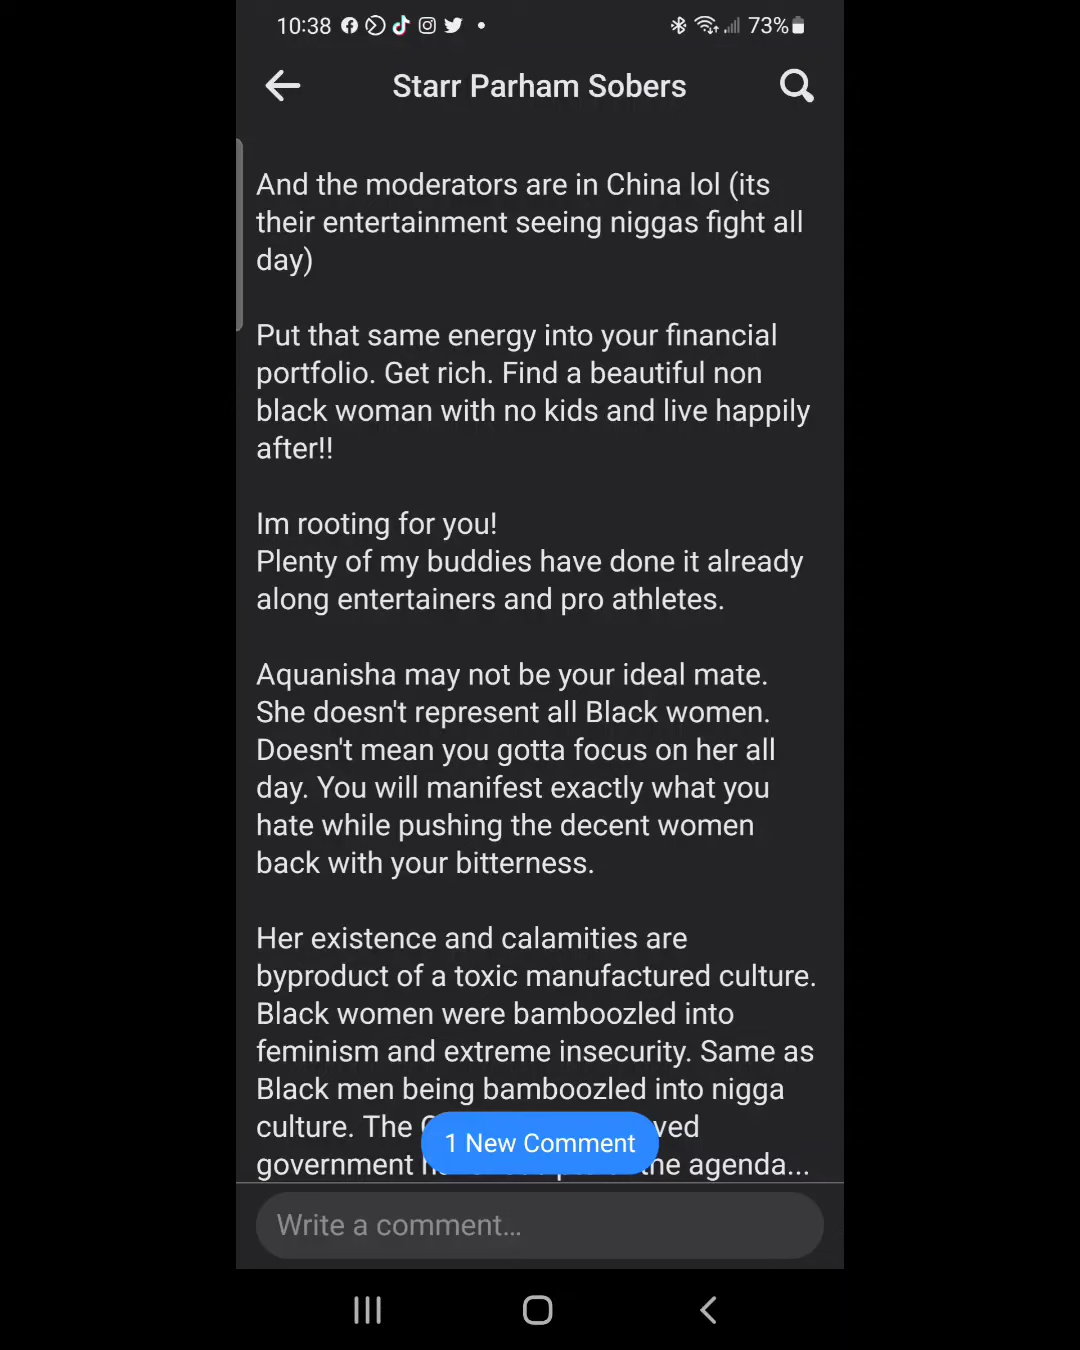 10:38
73%
Starr Parham Sobers
And the moderators are in China lol (its
their entertainment seeing niggas fight all
day)
Put that same energy into your financial
portfolio. Get rich. Find a beautiful non
black woman with no kids and live happily
after!!
Im rooting for you!
Plenty of my buddies have done it already
along entertainers and pro athletes.
Aquanisha may not be your ideal mate.
She doesn't represent all Black women.
Doesn't mean you gotta focus on her all
day. You will manifest exactly what you
hate while pushing the decent women
back with your bitterness.
Her existence and calamities are
byproduct of a toxic manufactured culture.
Black women were bamboozled into
feminism and extreme insecurity. Same as
Black men being bamboozled into nigga
culture. The
1 New Comment
government the agenda...
Write a comment...